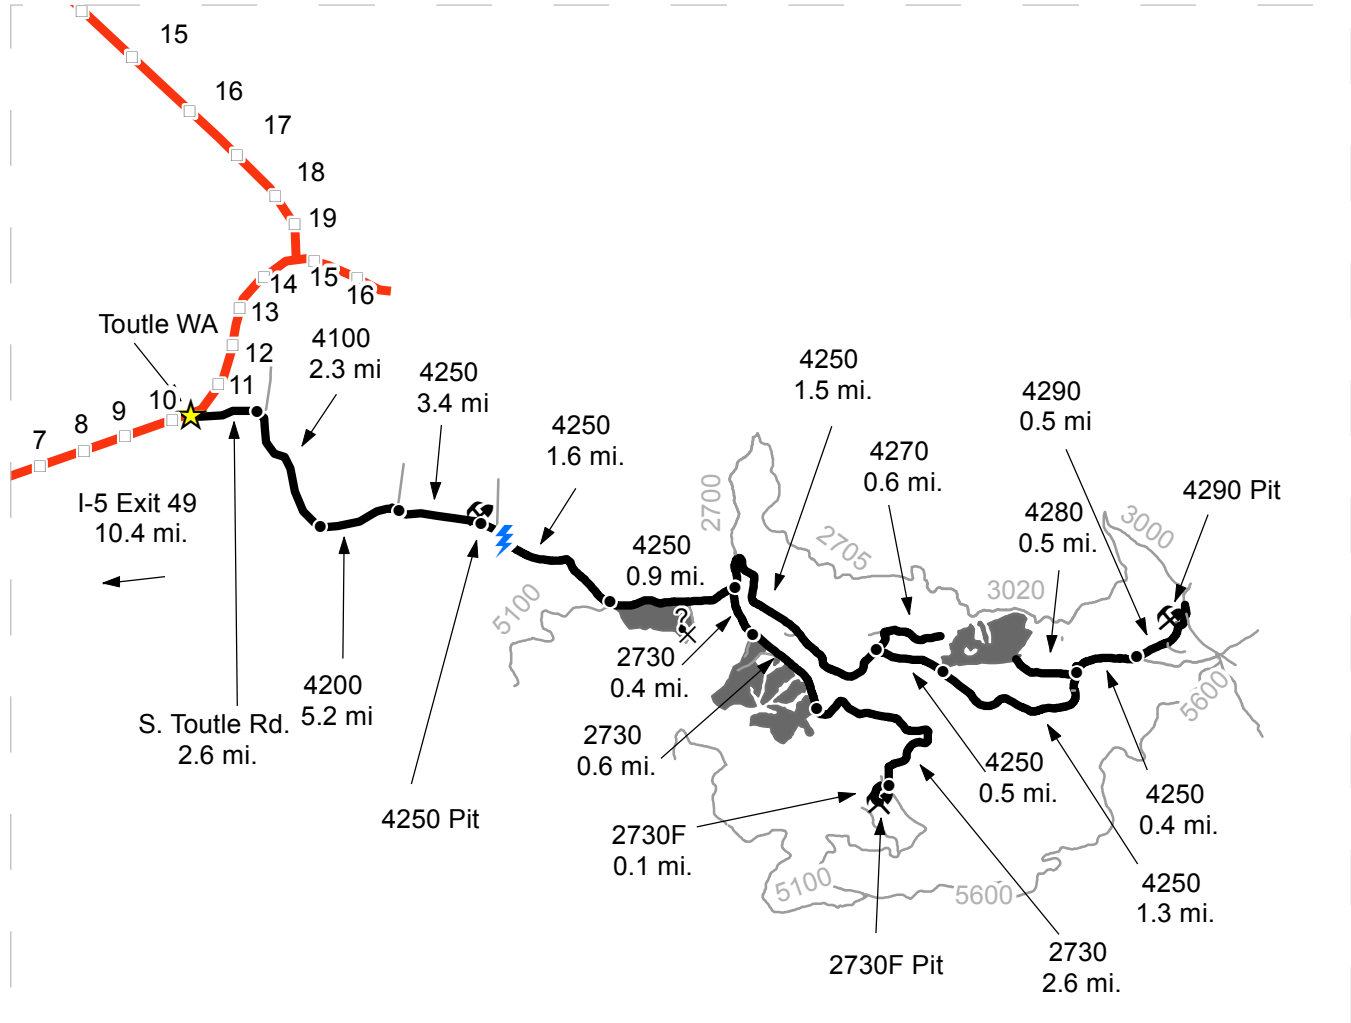 15
16
17
18
19
14
15
16
13
12
11
10
9
8
7
Toutle WA
4100
2.3 mi
4250
3.4 mi
4250
1.6 mi.
I-5 Exit 49
10.4 mi.
S. Toutle Rd.
2.6 mi.
4200
5.2 mi
4250 Pit
5100
4250
0.9 mi.
?
2700
4250
1.5 mi.
2705
4270
0.6 mi.
4290
0.5 mi
4280
0.5 mi.
3000
4290 Pit
3020
2730
0.4 mi.
2730
0.6 mi.
2730F
0.1 mi.
5100
2730F Pit
5600
4250
0.5 mi.
5600
4250
0.4 mi.
4250
1.3 mi.
2730
2.6 mi.